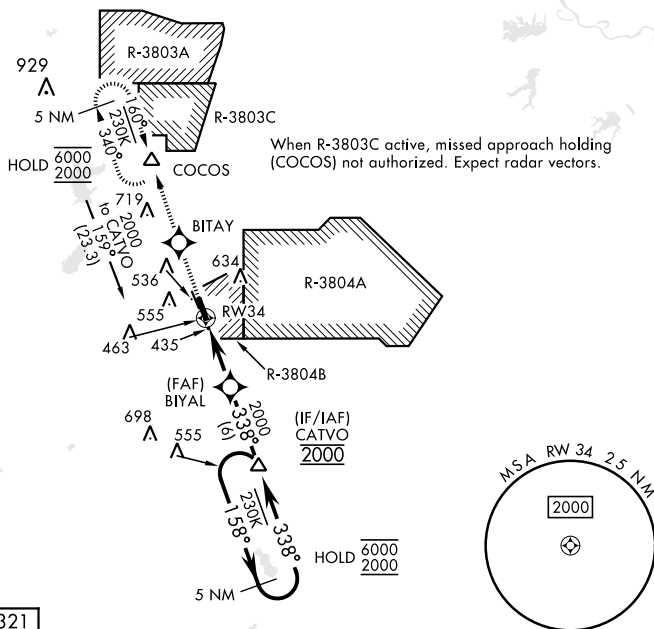 R-3803A
929
5 NM
R-3803C
160°
230K
340°
When R-3803C active, missed approach holding
(COCOS) not authorized. Expect radar vectors.
HOLD 6000
2000
COCOS
719
2000
to CATVO
159°
(23.3)
BITAY
536
634
R-3804A
555
RW34
463
435
R-3804B
(FAF)
BIYAL
2000
338°
(6)
(IF/IAF)
CATVO
2000
698
555
MSA RW 34 25 NM
2000
230K
158°
338°
HOLD 6000
2000
5 NM
321